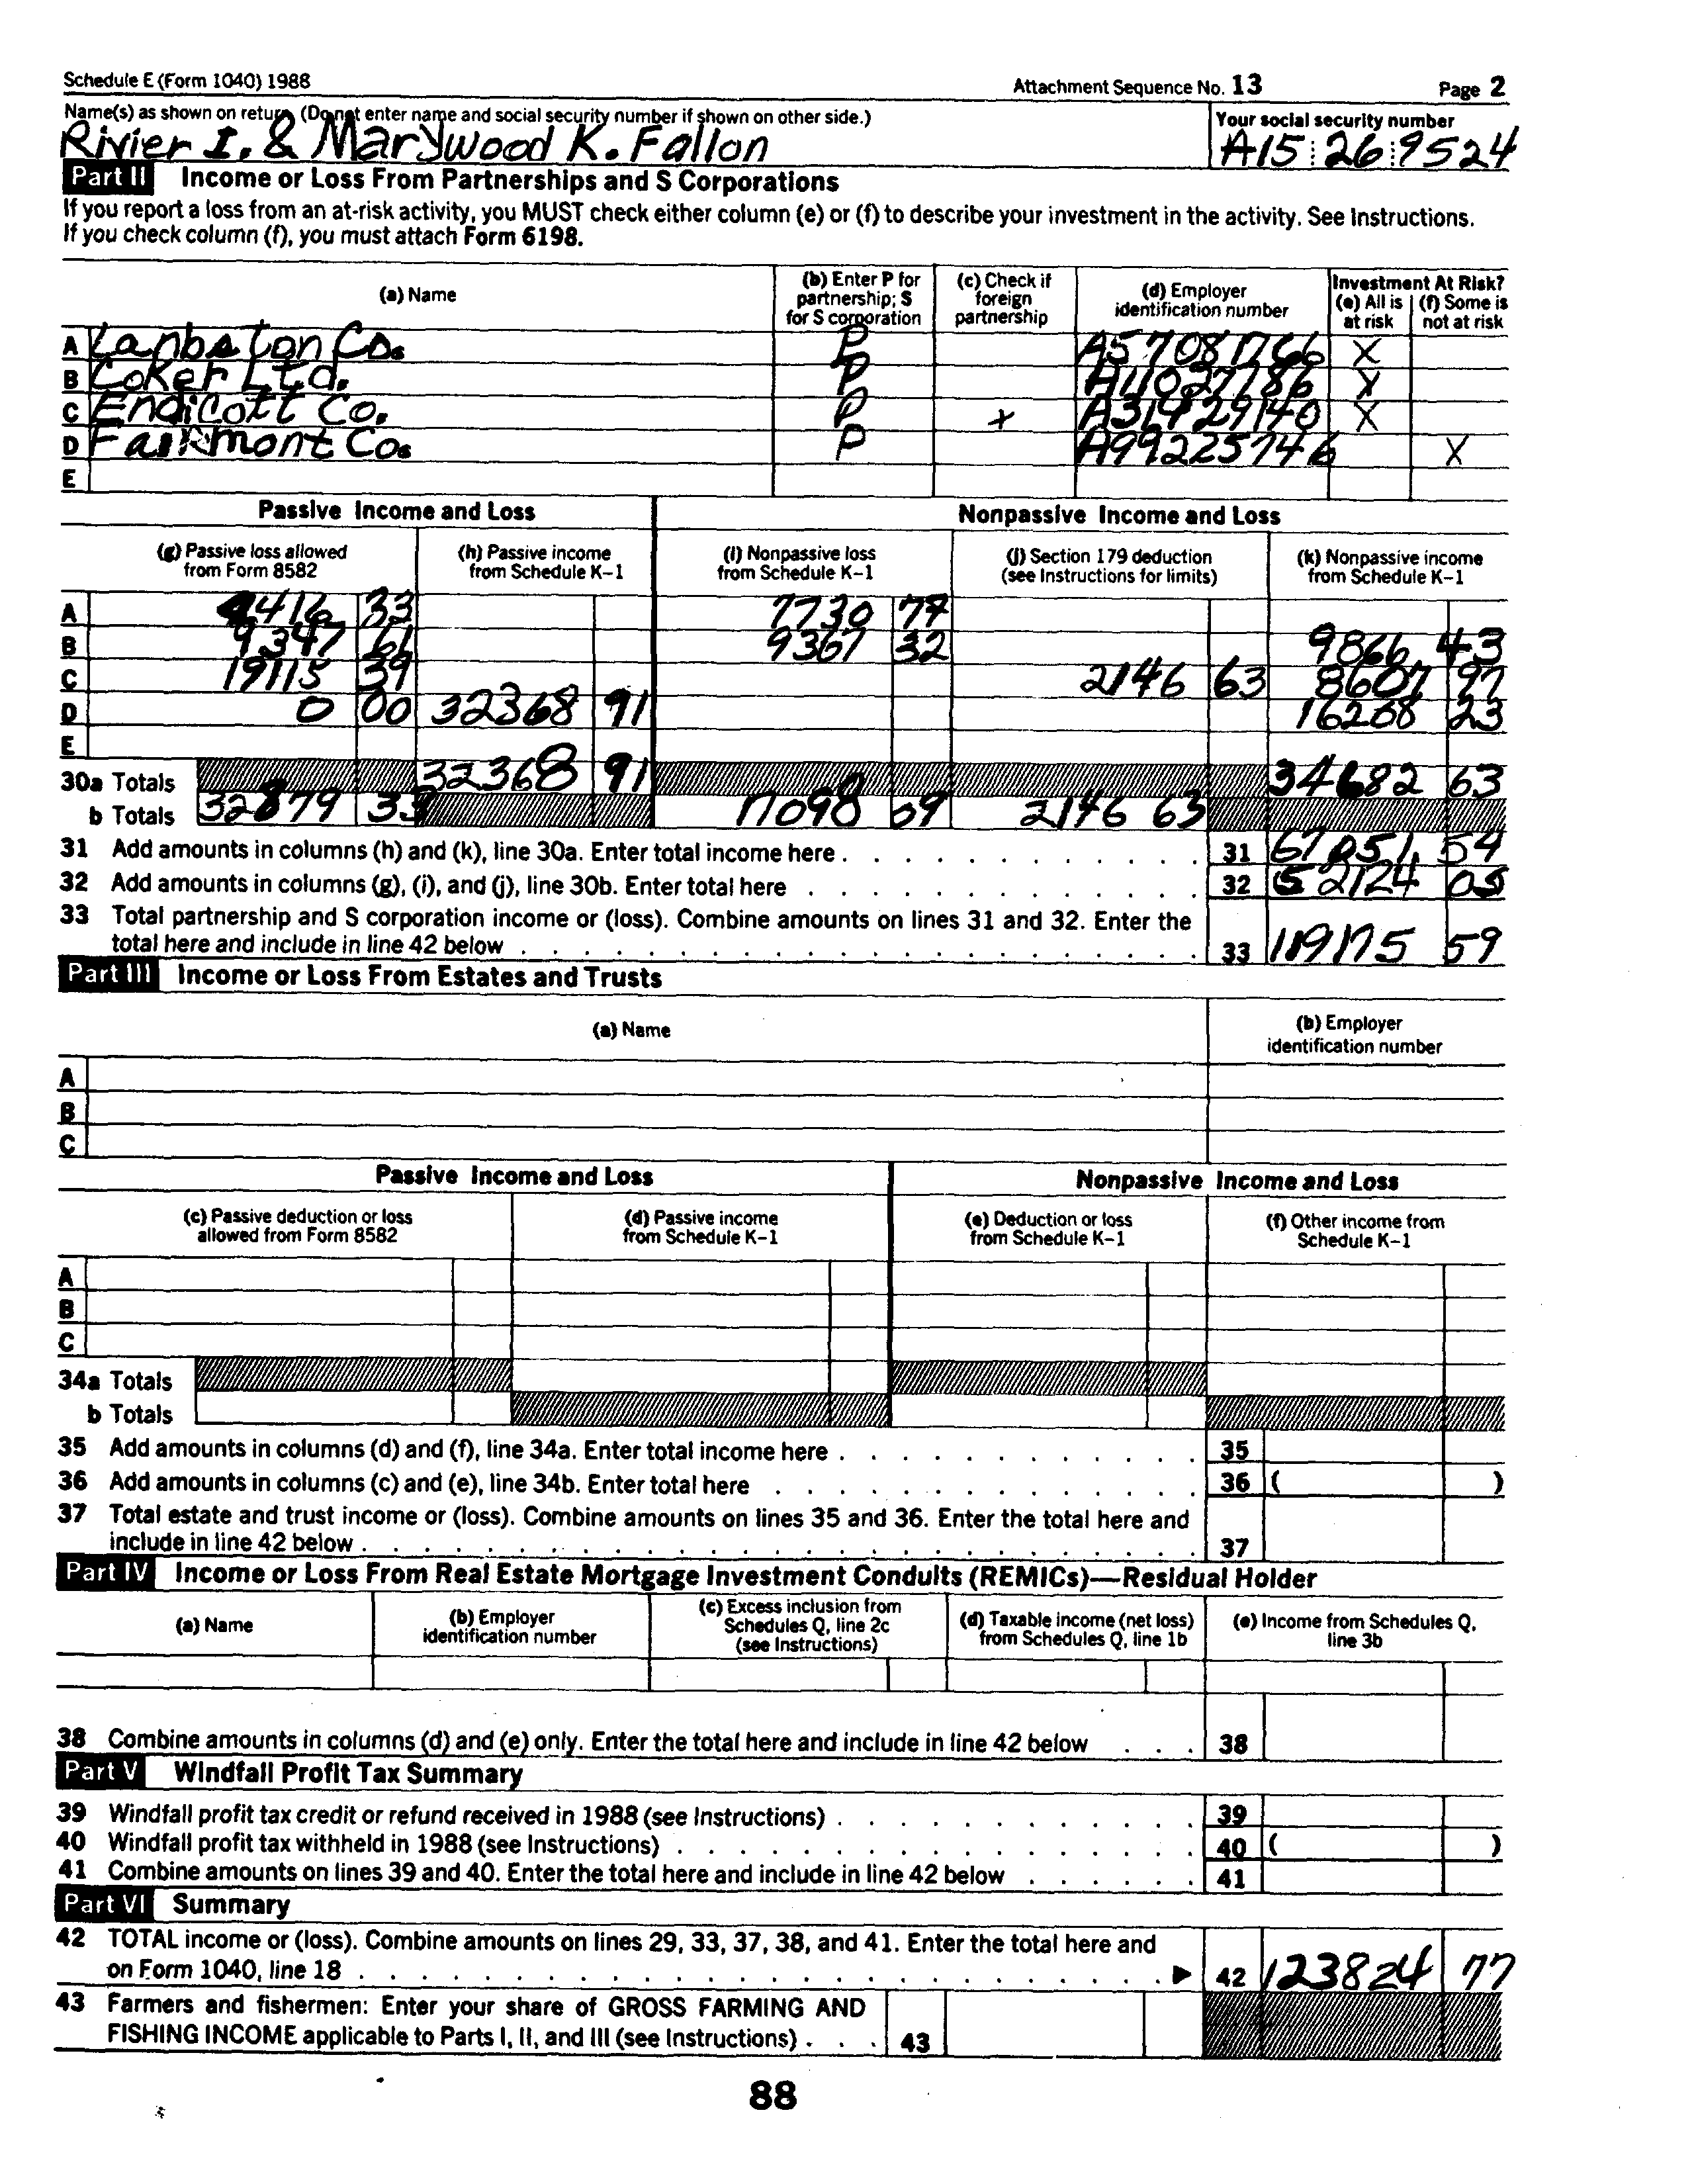 Schedule E (Form 1040) 1988 Attachment Sequence No. 13 Page 2
Name(s) as shown on return. (Do not enter name and social security number if shown on other side.) Your social security number
Rivier I. & Marywood K. Fallon A15 26 9524
Part II Income or Loss From Partnerships and S Corporations
If you report a loss from an at-risk activity, you MUST check either column (e) or (f) to describe your investment in the activity. See Instructions.
If you check column (f), you must attach Form 6198.
(a) Name (b) Enter P for partnership; S for S corporation (c) Check if foreign partnership (d) Employer identification number Investment At Risk? (e) All is at risk (f) Some is not at risk
A Co. P X
B Coker Ltd. P A11027186 X
C Endicott Co. P x A31429140 X
D Fairmont Co. P A99225746 X
E
Passive Income and Loss Nonpassive Income and Loss
(g) Passive loss allowed from Form 8582 (h) Passive income from Schedule K-1 (i) Nonpassive loss from Schedule K-1 (j) Section 179 deduction (see Instructions for limits) (k) Nonpassive income from Schedule K-1
A 4416 33 7730 77
B 9347 61 9367 32 9866 43
C 19115 39 2146 63 8607 97
D 0 00 32368 91 16208 23
E
30a Totals 32368 91 34682 63
b Totals 32879 33 17098 09 2146 63
31 Add amounts in columns (h) and (k), line 30a. Enter total income here 31 67051 54
32 Add amounts in columns (g), (i), and (j), line 30b. Enter total here 32 (52124 05
33 Total partnership and S corporation income or (loss). Combine amounts on lines 31 and 32. Enter the
total here and include in line 42 below 33 119175 59
Part III Income or Loss From Estates and Trusts
(a) Name (b) Employer identification number
A
B
C
Passive Income and Loss Nonpassive Income and Loss
(c) Passive deduction or loss allowed from Form 8582 (d) Passive income from Schedule K-1 (e) Deduction or loss from Schedule K-1 (f) Other income from Schedule K-1
A
B
C
34a Totals
b Totals
35 Add amounts in columns (d) and (f), line 34a. Enter total income here 35
36 Add amounts in columns (c) and (e), line 34b. Enter total here 36 ( )
37 Total estate and trust income or (loss). Combine amounts on lines 35 and 36. Enter the total here and
include in line 42 below 37
Part IV Income or Loss From Real Estate Mortgage Investment Conduits (REMICs)—Residual Holder
(a) Name (b) Employer identification number (c) Excess inclusion from Schedules Q, line 2c (see Instructions) (d) Taxable income (net loss) from Schedules Q, line 1b (e) Income from Schedules Q, line 3b
38 Combine amounts in columns (d) and (e) only. Enter the total here and include in line 42 below 38
Part V Windfall Profit Tax Summary
39 Windfall profit tax credit or refund received in 1988 (see Instructions) 39
40 Windfall profit tax withheld in 1988 (see Instructions) 40 ( )
41 Combine amounts on lines 39 and 40. Enter the total here and include in line 42 below 41
Part VI Summary
42 TOTAL income or (loss). Combine amounts on lines 29, 33, 37, 38, and 41. Enter the total here and
on Form 1040, line 18 42 123824 77
43 Farmers and fishermen: Enter your share of GROSS FARMING AND
FISHING INCOME applicable to Parts I, II, and III (see Instructions) 43
88